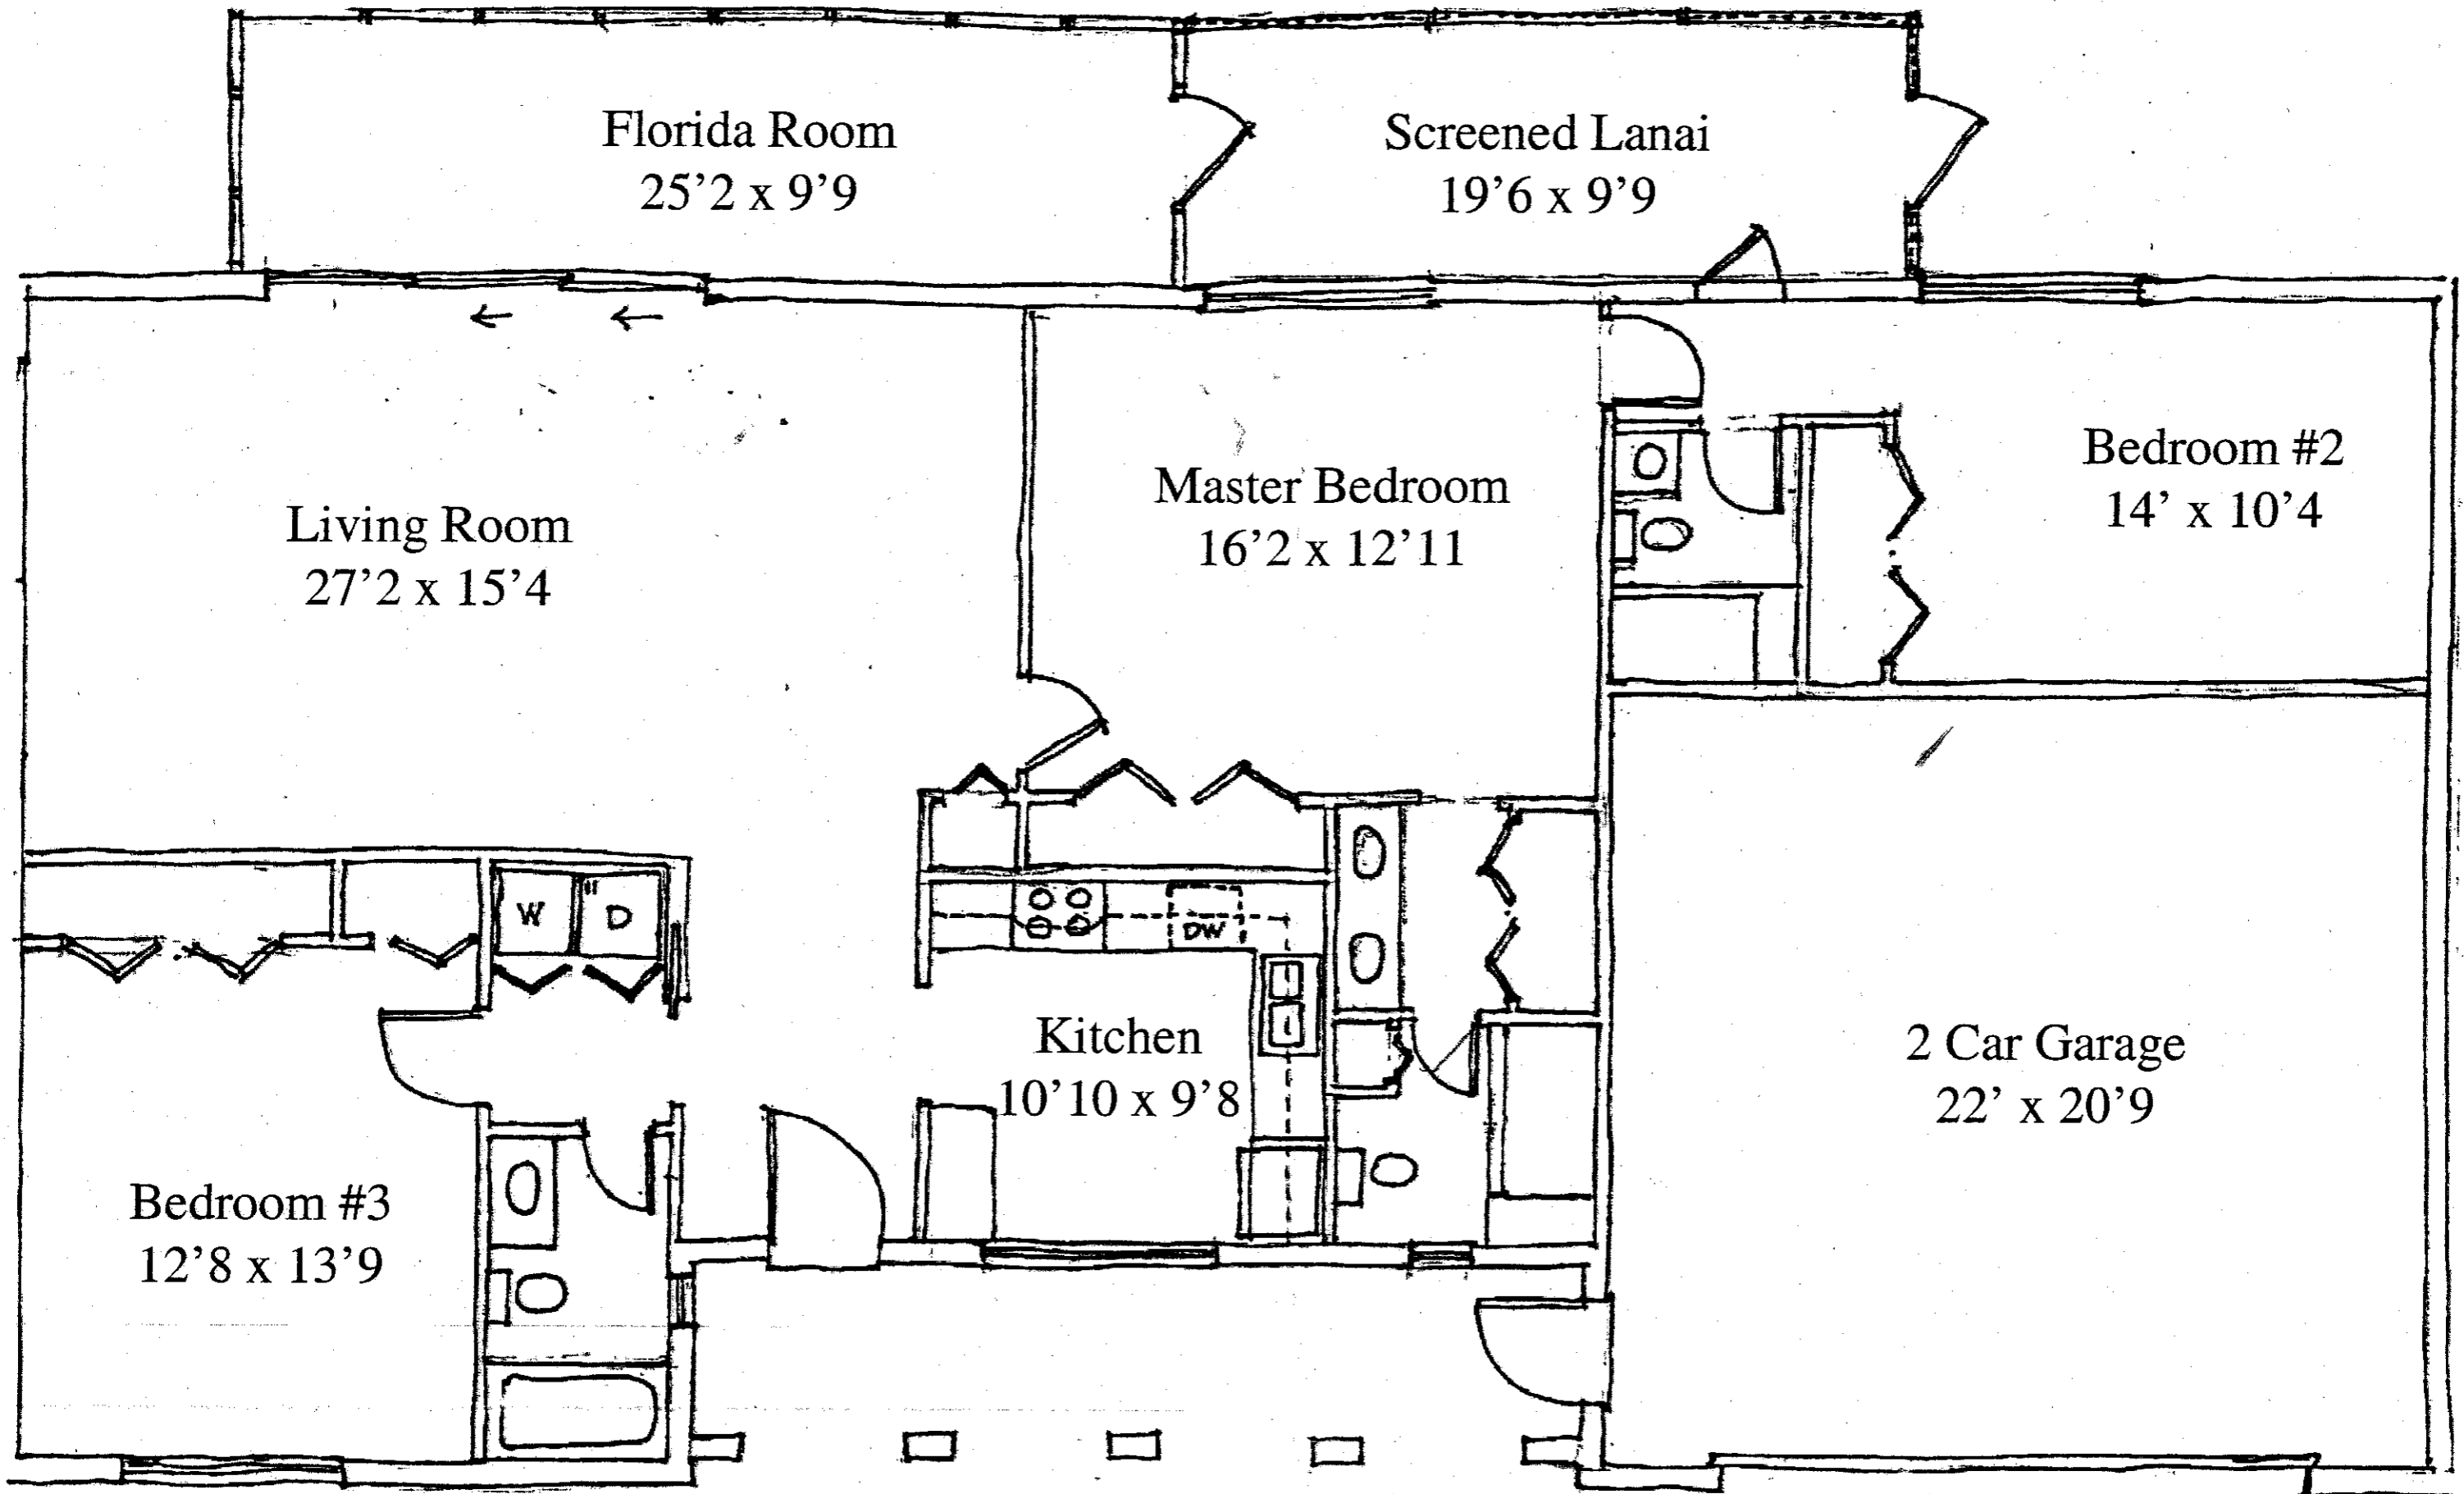 Florida Room
25’2 x 9’9
Screened Lanai
19’6 x 9’9
Living Room
27’2 x 15’4
Master Bedroom
16’2 x 12’11
Bedroom #2
14’ x 10’4
W
D
DW
Kitchen
10’10 x 9’8
2 Car Garage
22’ x 20’9
Bedroom #3
12’8 x 13’9